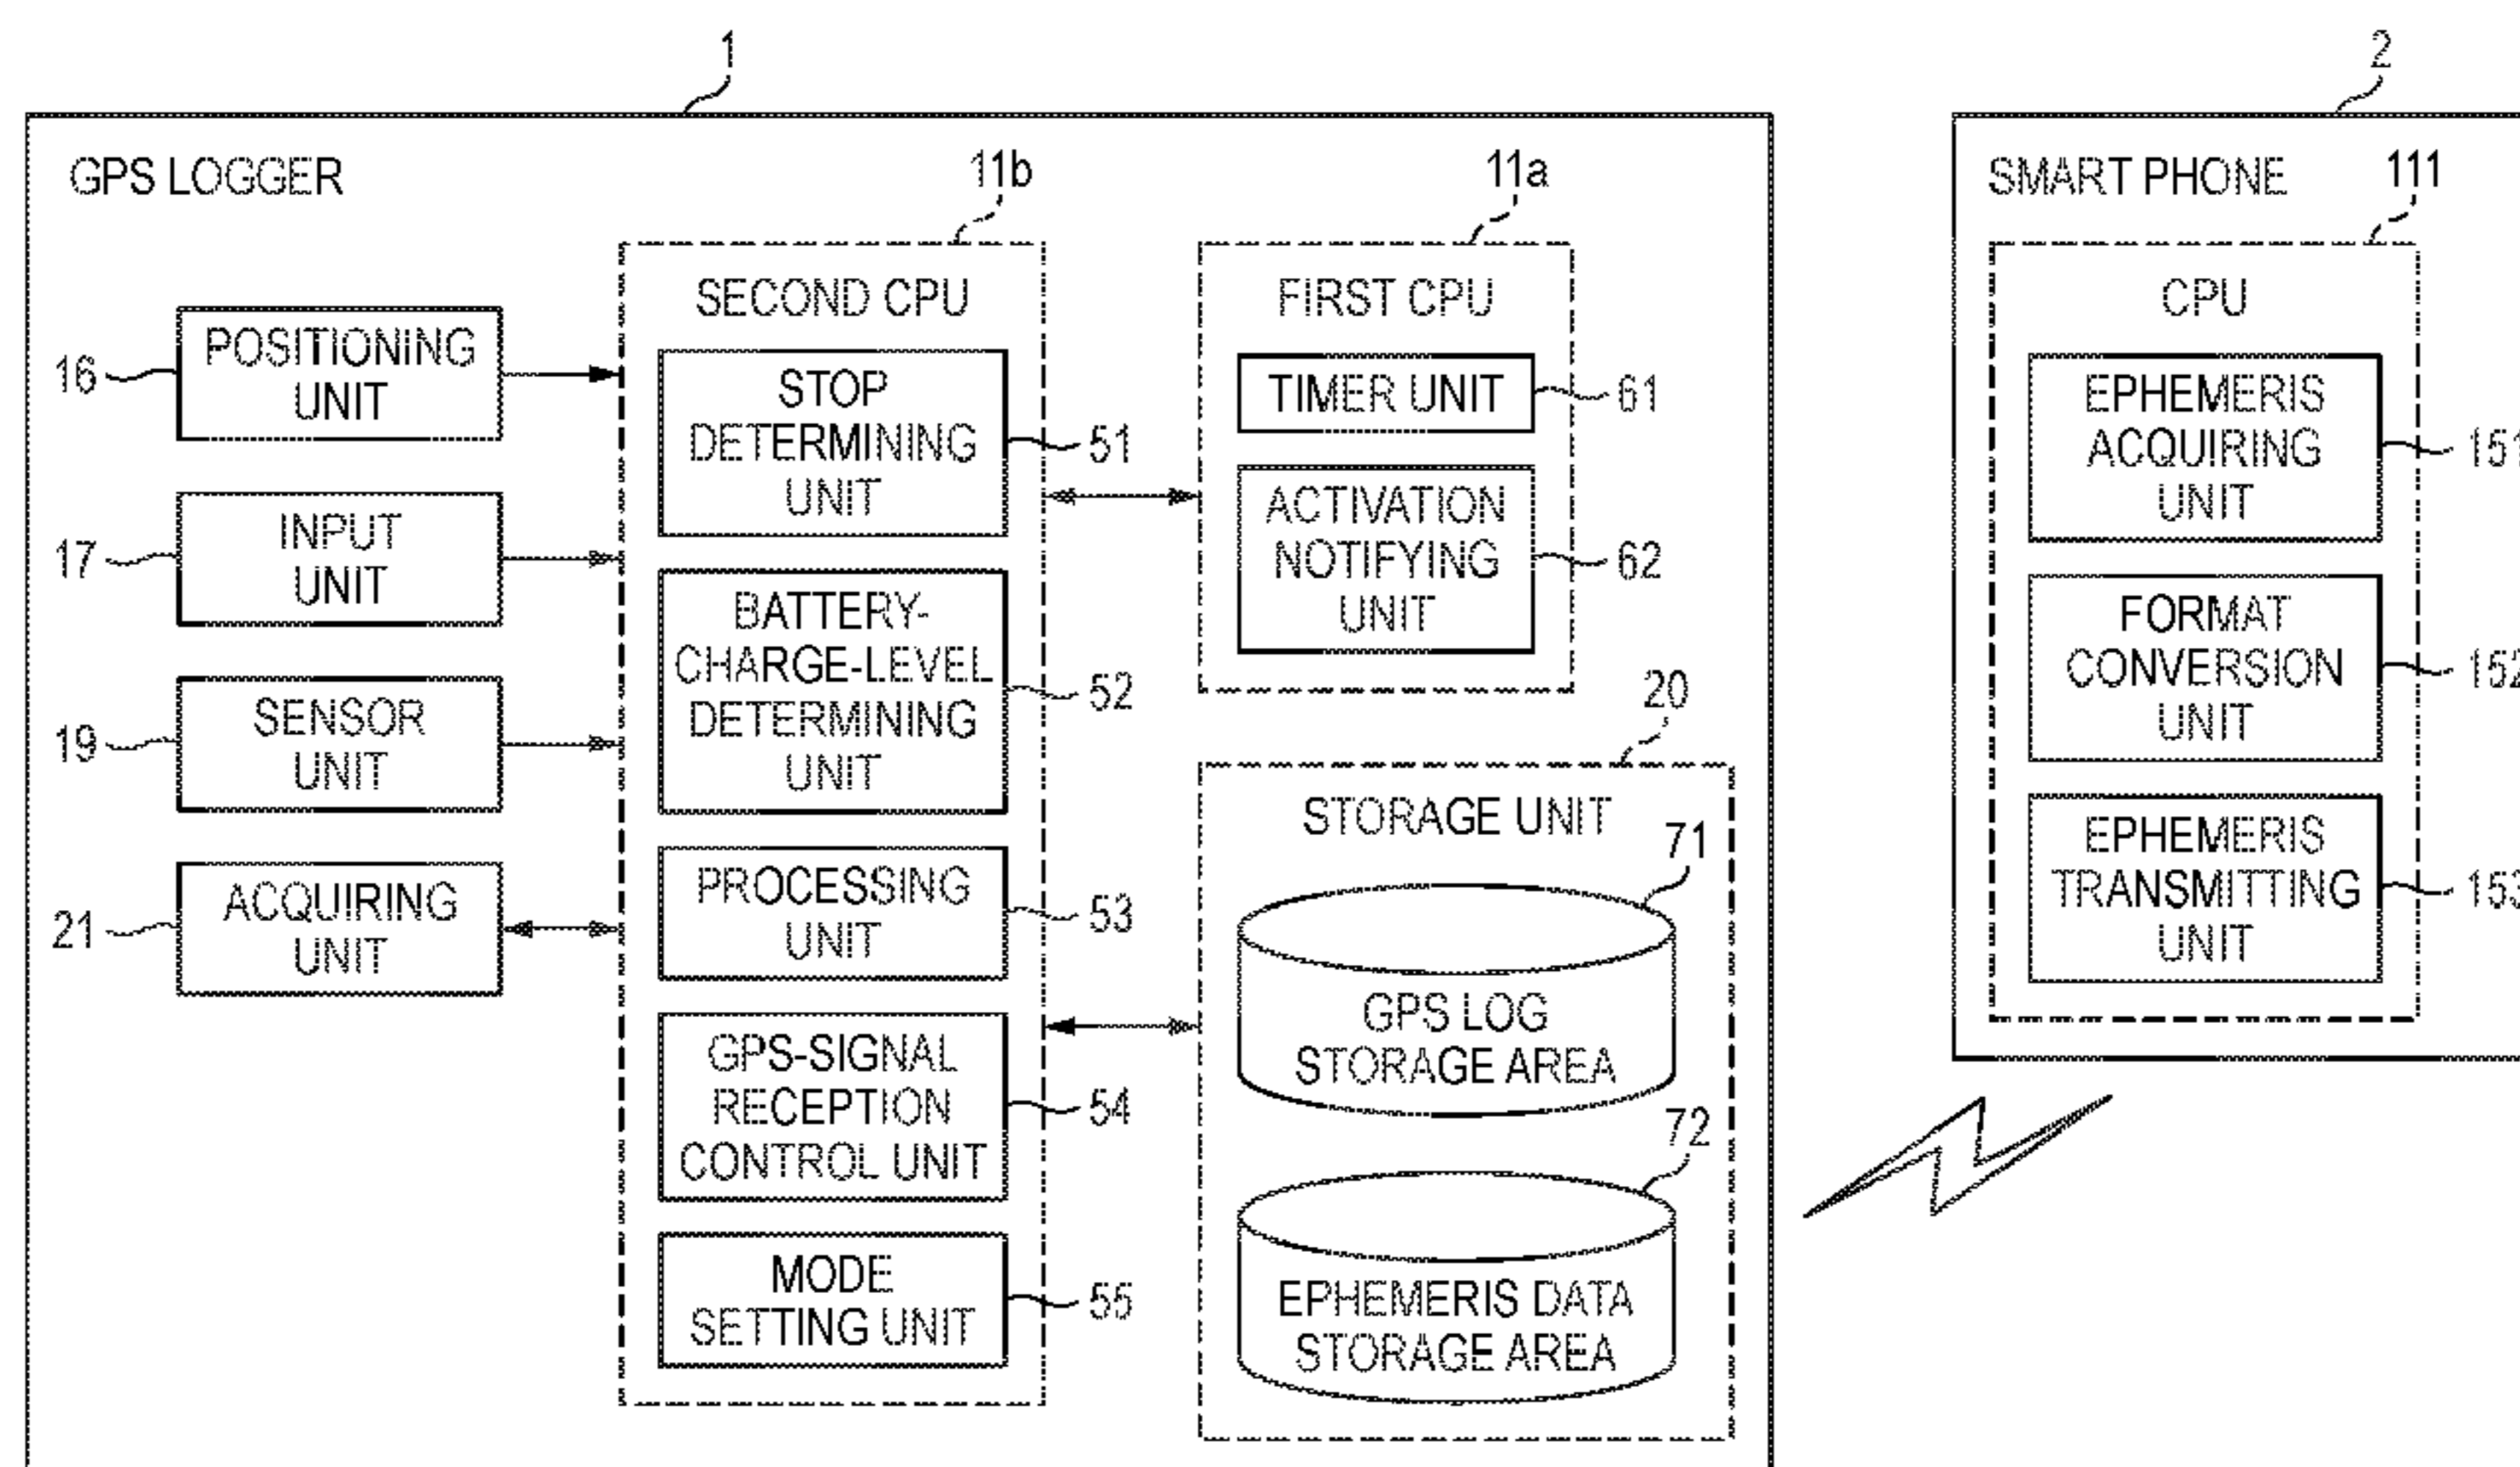 1
2
GPS LOGGER
11b
11a
SMART PHONE
111
SECOND CPU
FIRST CPU
CPU
16
POSITIONING
UNIT
17
INPUT
UNIT
19
SENSOR
UNIT
21
ACQUIRING
UNIT
STOP
DETERMINING
UNIT
51
BATTERY-
CHARGE-LEVEL
DETERMINING
UNIT
52
PROCESSING
UNIT
53
GPS-SIGNAL
RECEPTION
CONTROL UNIT
54
MODE
SETTING UNIT
55
TIMER UNIT
61
ACTIVATION
NOTIFYING
UNIT
62
20
STORAGE UNIT
71
GPS LOG
STORAGE AREA
72
EPHEMERIS DATA
STORAGE AREA
EPHEMERIS
ACQUIRING
UNIT
151
FORMAT
CONVERSION
UNIT
152
EPHEMERIS
TRANSMITTING
UNIT
153